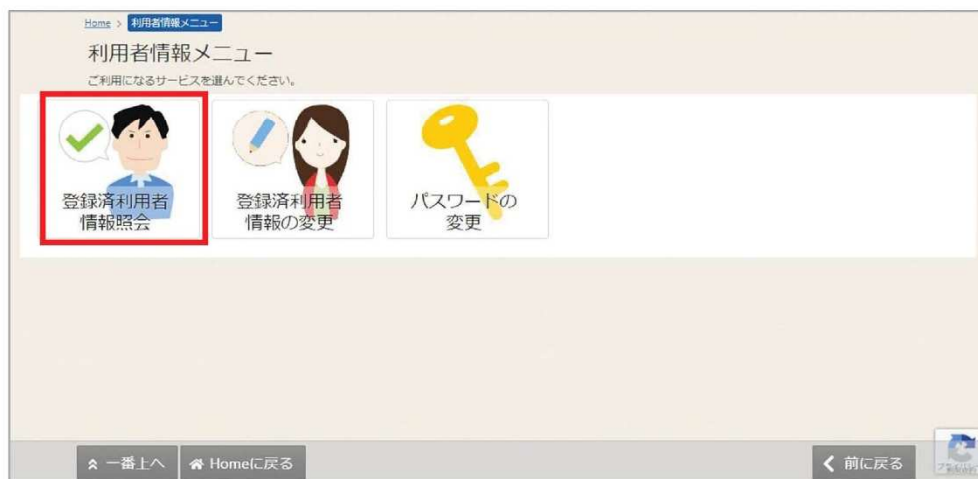 Home > 利用者情報メニュー
利用者情報メニュー
ご利用になるサービスを選んでください。
登録済利用者
情報照会
登録済利用者
情報の変更
パスワードの
変更
一番上へ
Homeに戻る
前に戻る